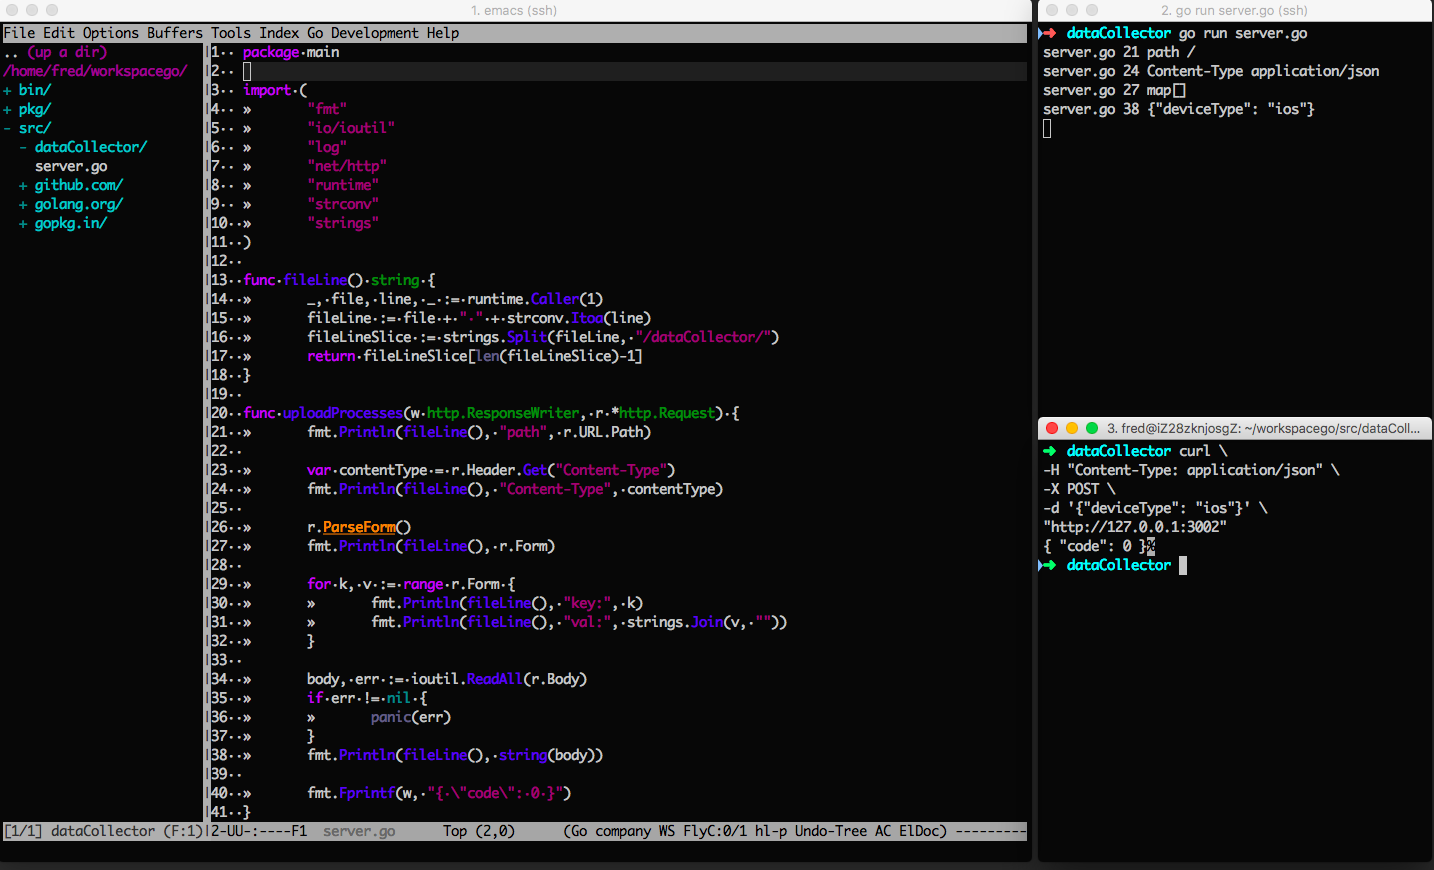 1. emacs (ssh)
File Edit Options Buffers Tools Index Go Development Help
.. (up a dir)
/home/fred/workspacego/
+ bin/
+ pkg/
- src/
- dataCollector/
server.go
+ github.com/
+ golang.org/
+ gopkg.in/
1 package main
2
3 import (
4 » "fmt"
5 » "io/ioutil"
6 » "log"
7 » "net/http"
8 » "runtime"
9 » "strconv"
10 » "strings"
11 )
12
13 func fileLine() string {
14 » _, file, line, _ := runtime.Caller(1)
15 » fileLine := file + " " + strconv.Itoa(line)
16 » fileLineSlice := strings.Split(fileLine, "/dataCollector/")
17 » return fileLineSlice[len(fileLineSlice)-1]
18 }
19
20 func uploadProcesses(w http.ResponseWriter, r *http.Request) {
21 » fmt.Println(fileLine(), "path", r.URL.Path)
22
23 » var contentType = r.Header.Get("Content-Type")
24 » fmt.Println(fileLine(), "Content-Type", contentType)
25
26 » r.ParseForm()
27 » fmt.Println(fileLine(), r.Form)
28
29 » for k, v := range r.Form {
30 » » fmt.Println(fileLine(), "key:", k)
31 » » fmt.Println(fileLine(), "val:", strings.Join(v, ""))
32 » }
33
34 » body, err := ioutil.ReadAll(r.Body)
35 » if err != nil {
36 » » panic(err)
37 » }
38 » fmt.Println(fileLine(), string(body))
39
40 » fmt.Fprintf(w, "{ \"code\": 0 }")
41 }
[1/1] dataCollector (F:1)
2-UU-:----F1 server.go Top (2,0) (Go company WS FlyC:0/1 hl-p Undo-Tree AC ElDoc) ---------
2. go run server.go (ssh)
➜ dataCollector go run server.go
server.go 21 path /
server.go 24 Content-Type application/json
server.go 27 map[]
server.go 38 {"deviceType": "ios"}
3. fred@iZ28zknjosgZ: ~/workspacego/src/dataColl...
➜ dataCollector curl \
-H "Content-Type: application/json" \
-X POST \
-d '{"deviceType": "ios"}' \
"http://127.0.0.1:3002"
{ "code": 0 }%
➜ dataCollector